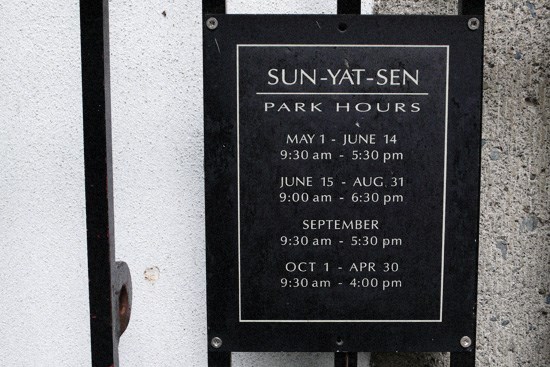 SUN-YAT-SEN
PARK HOURS
MAY 1 - JUNE 14
9:30 am - 5:30 pm
JUNE 15 - AUG. 31
9:00 am - 6:30 pm
SEPTEMBER
9:30 am - 5:30 pm
OCT 1 - APR 30
9:30 am - 4:00 pm